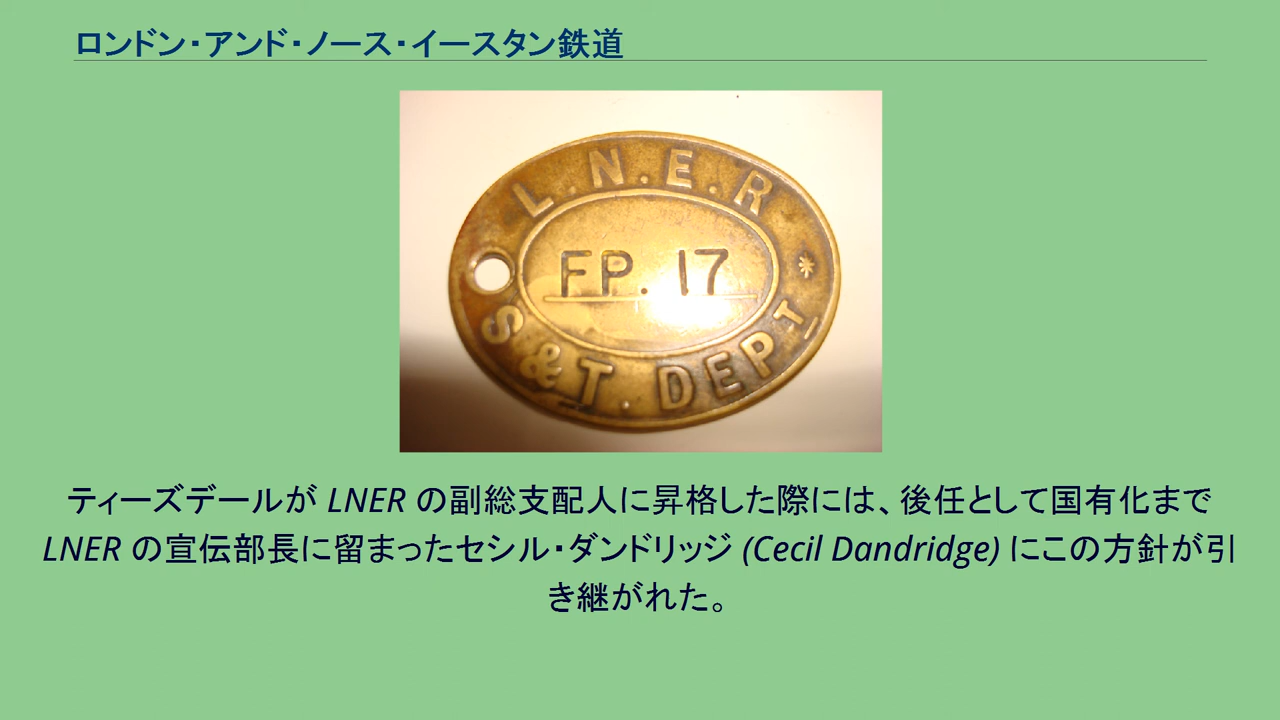 ロンドン・アンド・ノース・イースタン鉄道
L.N.E.R
FP. 17
S & T. DEPT
ティーズデールが LNER の副総支配人に昇格した際には、後任として国有化まで
LNER の宣伝部長に留まったセシル・ダンドリッジ (Cecil Dandridge) にこの方針が引
き継がれた。